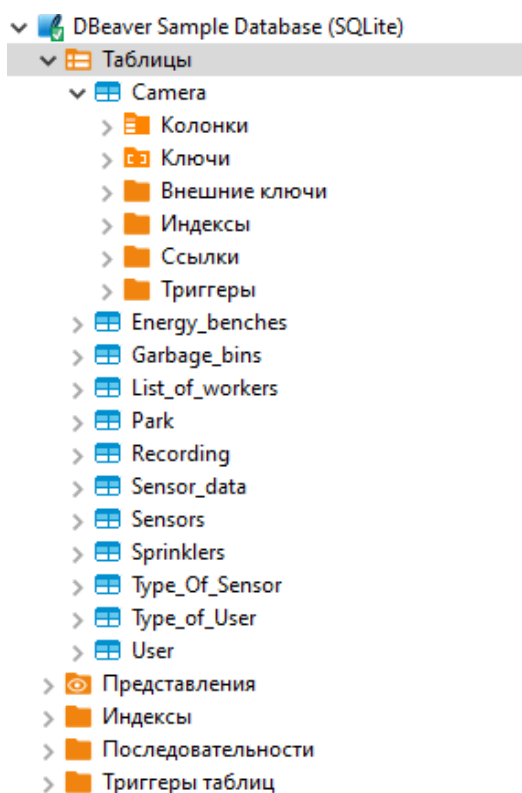 DBeaver Sample Database (SQLite)
Таблицы
Camera
Колонки
Ключи
Внешние ключи
Индексы
Ссылки
Триггеры
Energy_benches
Garbage_bins
List_of_workers
Park
Recording
Sensor_data
Sensors
Sprinklers
Type_Of_Sensor
Type_of_User
User
Представления
Индексы
Последовательности
Триггеры таблиц